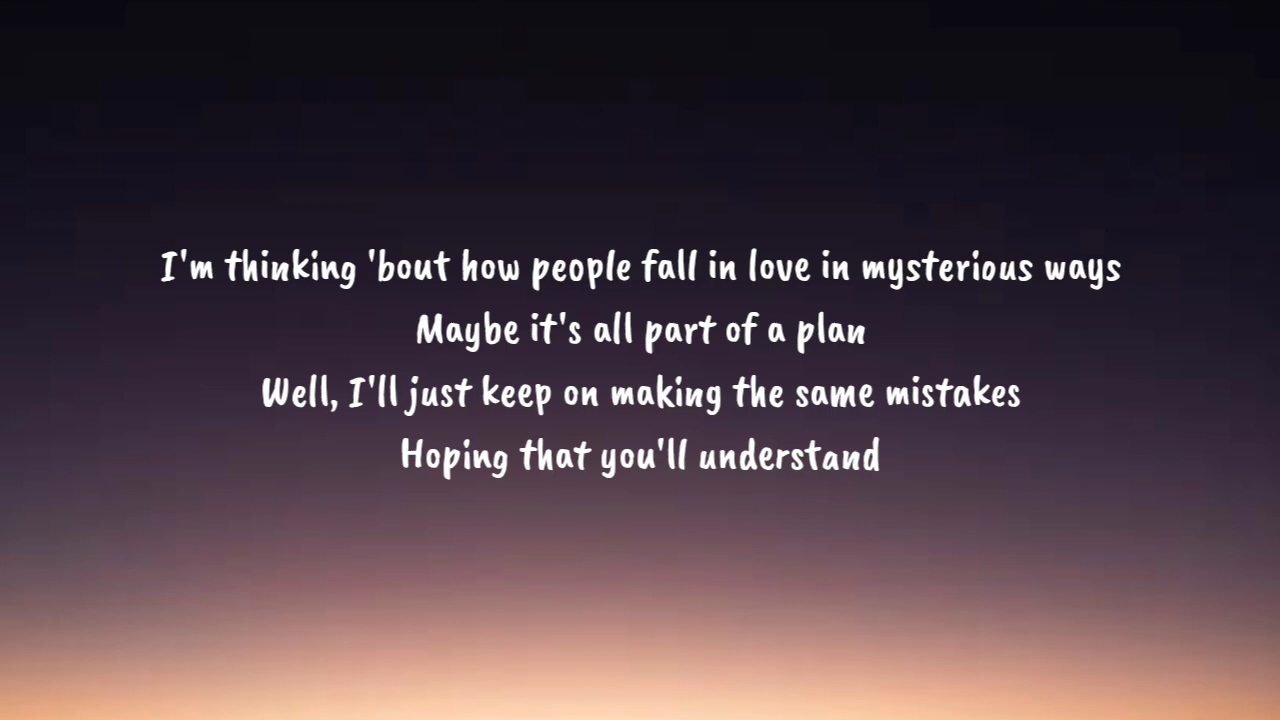 I'm thinking 'bout how people fall in love in mysterious ways
Maybe it's all part of a plan
Well, I'll just keep on making the same mistakes
Hoping that you'll understand